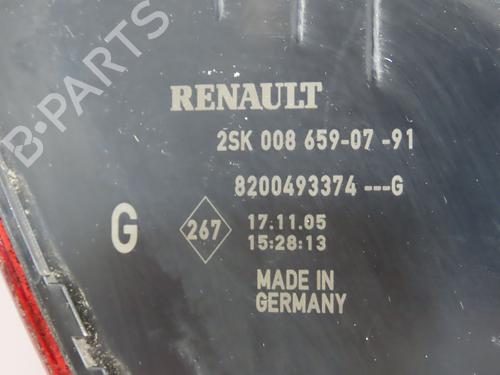 B-PARTS
RENAULT
2SK 008 659-07 -91
8200493374 ---G
G
267
17.11.05
15:28:13
MADE IN
GERMANY